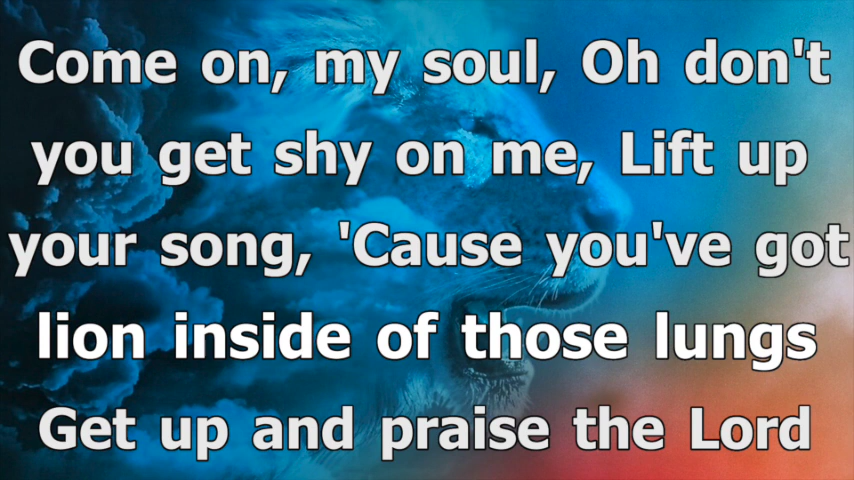 Come on, my soul, Oh don't
you get shy on me, Lift up
your song, 'Cause you've got
lion inside of those lungs
Get up and praise the Lord